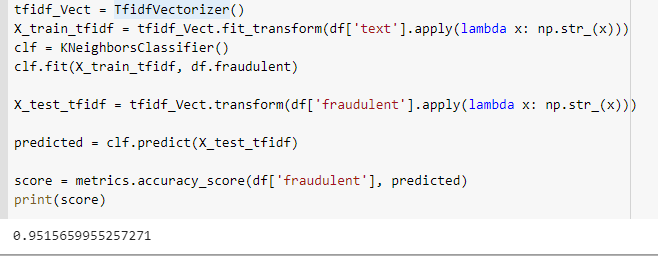 tfidf_Vect = TfidfVectorizer()
X_train_tfidf = tfidf_Vect.fit_transform(df['text'].apply(lambda x: np.str_(x)))
clf = KNeighborsClassifier()
clf.fit(X_train_tfidf, df.fraudulent)
X_test_tfidf = tfidf_Vect.transform(df['fraudulent'].apply(lambda x: np.str_(x)))
predicted = clf.predict(X_test_tfidf)
score = metrics.accuracy_score(df['fraudulent'], predicted)
print(score)
0.9515659955257271